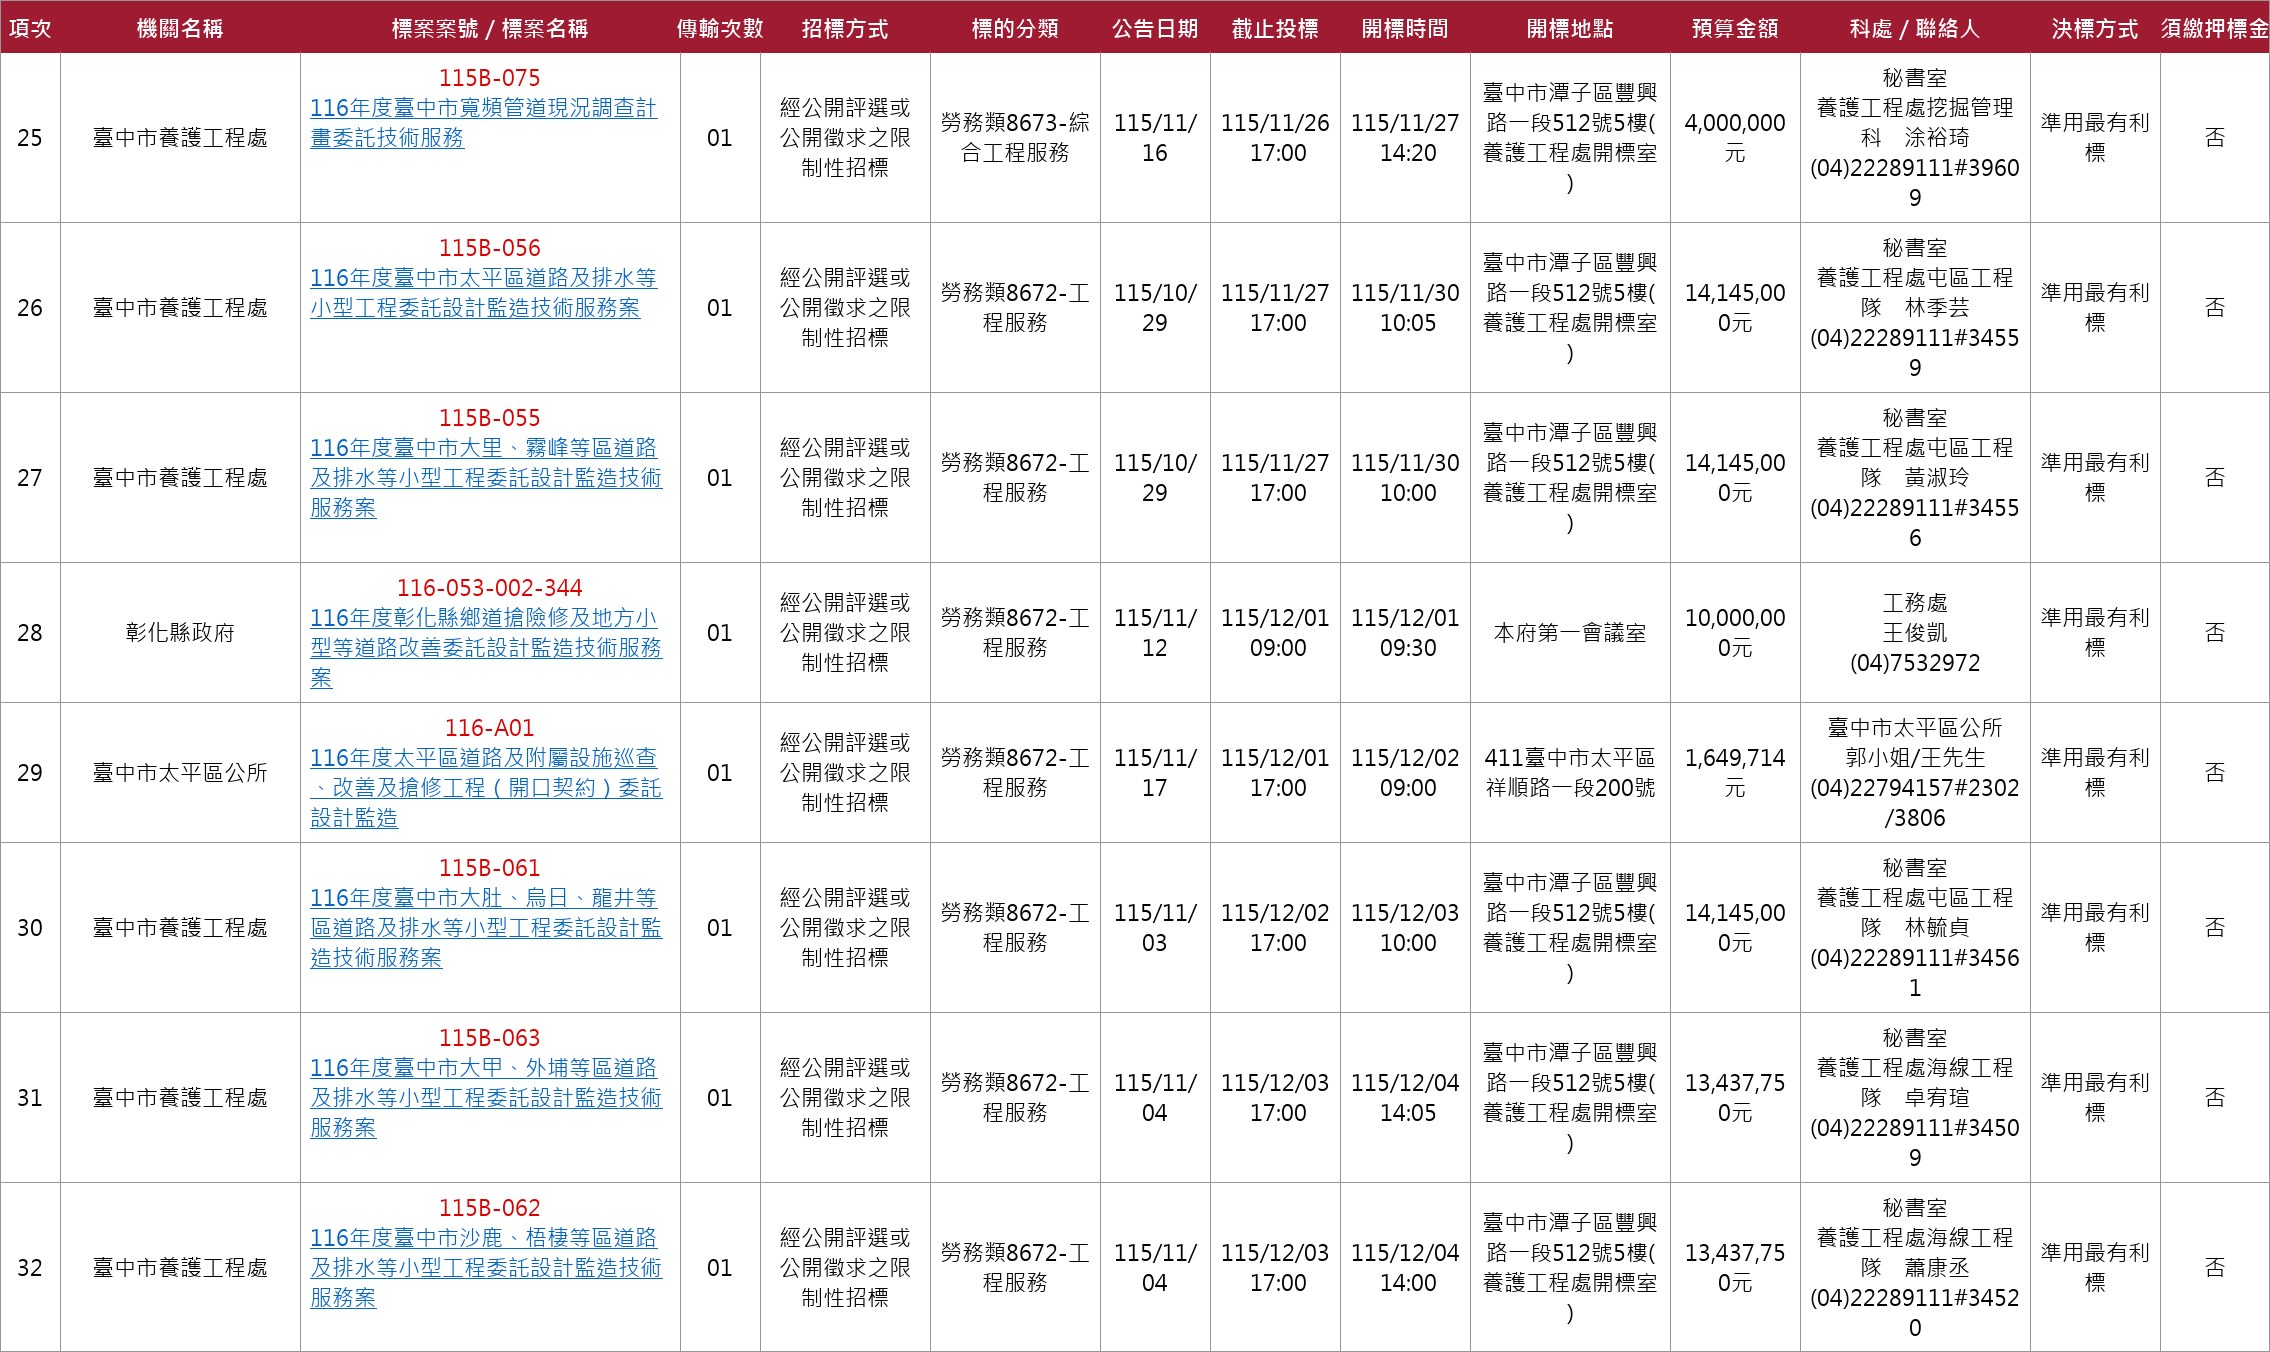 項次 機關名稱 標案案號 / 標案名稱 傳輸次數 招標方式 標的分類 公告日期 截止投標 開標時間 開標地點 預算金額 科處 / 聯絡人 決標方式 須繳押標金
25
臺中市養護工程處
115B-075
116年度臺中市寬頻管道現況調查計
畫委託技術服務
01
經公開評選或
公開徵求之限
制性招標
勞務類8673-綜
合工程服務
115/11/
16
115/11/26
17:00
115/11/27
14:20
臺中市潭子區豐興
路一段512號5樓(
養護工程處開標室
)
4,000,000
元
秘書室
養護工程處挖掘管理
科　涂裕琦
(04)22289111#3960
9
準用最有利
標
否
26
臺中市養護工程處
115B-056
116年度臺中市太平區道路及排水等
小型工程委託設計監造技術服務案
01
經公開評選或
公開徵求之限
制性招標
勞務類8672-工
程服務
115/10/
29
115/11/27
17:00
115/11/30
10:05
臺中市潭子區豐興
路一段512號5樓(
養護工程處開標室
)
14,145,00
0元
秘書室
養護工程處屯區工程
隊　林季芸
(04)22289111#3455
9
準用最有利
標
否
27
臺中市養護工程處
115B-055
116年度臺中市大里、霧峰等區道路
及排水等小型工程委託設計監造技術
服務案
01
經公開評選或
公開徵求之限
制性招標
勞務類8672-工
程服務
115/10/
29
115/11/27
17:00
115/11/30
10:00
臺中市潭子區豐興
路一段512號5樓(
養護工程處開標室
)
14,145,00
0元
秘書室
養護工程處屯區工程
隊　黃淑玲
(04)22289111#3455
6
準用最有利
標
否
28
彰化縣政府
116-053-002-344
116年度彰化縣鄉道搶險修及地方小
型等道路改善委託設計監造技術服務
案
01
經公開評選或
公開徵求之限
制性招標
勞務類8672-工
程服務
115/11/
12
115/12/01
09:00
115/12/01
09:30
本府第一會議室
10,000,00
0元
工務處
王俊凱
(04)7532972
準用最有利
標
否
29
臺中市太平區公所
116-A01
116年度太平區道路及附屬設施巡查
、改善及搶修工程（開口契約）委託
設計監造
01
經公開評選或
公開徵求之限
制性招標
勞務類8672-工
程服務
115/11/
17
115/12/01
17:00
115/12/02
09:00
411臺中市太平區
祥順路一段200號
1,649,714
元
臺中市太平區公所
郭小姐/王先生
(04)22794157#2302
/3806
準用最有利
標
否
30
臺中市養護工程處
115B-061
116年度臺中市大肚、烏日、龍井等
區道路及排水等小型工程委託設計監
造技術服務案
01
經公開評選或
公開徵求之限
制性招標
勞務類8672-工
程服務
115/11/
03
115/12/02
17:00
115/12/03
10:00
臺中市潭子區豐興
路一段512號5樓(
養護工程處開標室
)
14,145,00
0元
秘書室
養護工程處屯區工程
隊　林毓貞
(04)22289111#3456
1
準用最有利
標
否
31
臺中市養護工程處
115B-063
116年度臺中市大甲、外埔等區道路
及排水等小型工程委託設計監造技術
服務案
01
經公開評選或
公開徵求之限
制性招標
勞務類8672-工
程服務
115/11/
04
115/12/03
17:00
115/12/04
14:05
臺中市潭子區豐興
路一段512號5樓(
養護工程處開標室
)
13,437,75
0元
秘書室
養護工程處海線工程
隊　卓宥瑄
(04)22289111#3450
9
準用最有利
標
否
32
臺中市養護工程處
115B-062
116年度臺中市沙鹿、梧棲等區道路
及排水等小型工程委託設計監造技術
服務案
01
經公開評選或
公開徵求之限
制性招標
勞務類8672-工
程服務
115/11/
04
115/12/03
17:00
115/12/04
14:00
臺中市潭子區豐興
路一段512號5樓(
養護工程處開標室
)
13,437,75
0元
秘書室
養護工程處海線工程
隊　蕭康丞
(04)22289111#3452
0
準用最有利
標
否